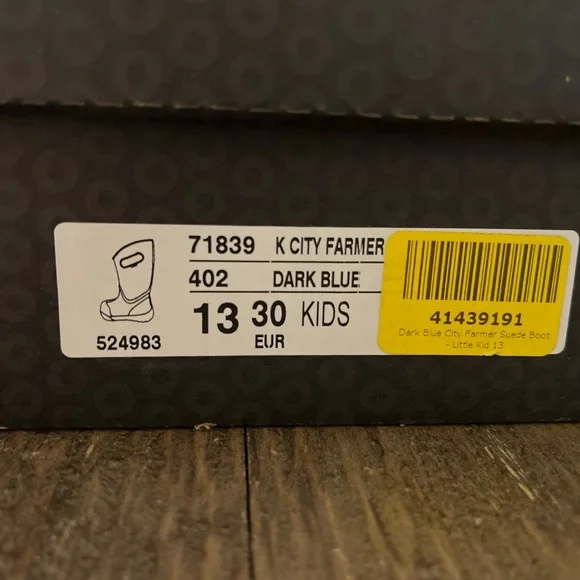 71839 K CITY FARMER
402 DARK BLUE
13 30 KIDS
EUR
524983
41439191
Dark Blue City Farmer Suede Boot
- Little Kid 13